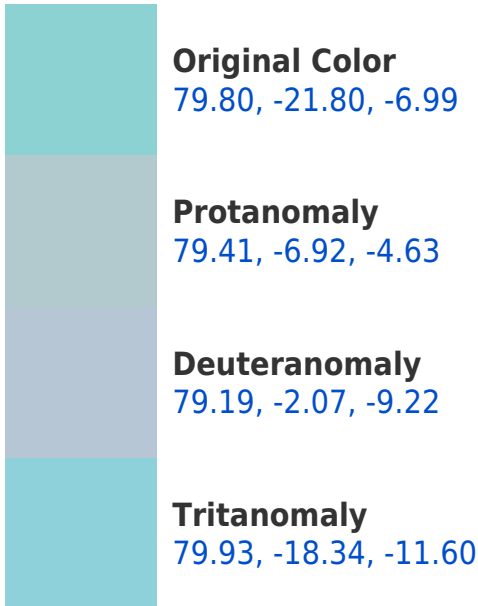 Original Color
79.80, -21.80, -6.99
Protanomaly
79.41, -6.92, -4.63
Deuteranomaly
79.19, -2.07, -9.22
Tritanomaly
79.93, -18.34, -11.60